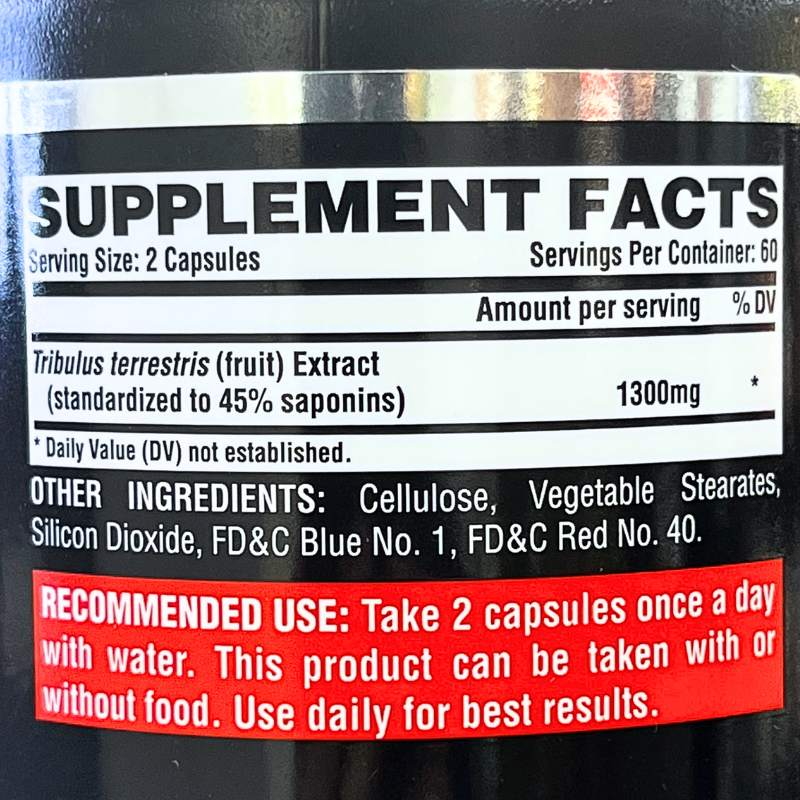 SUPPLEMENT FACTS
Serving Size: 2 Capsules Servings Per Container: 60
Amount per serving % DV
Tribulus terrestris (fruit) Extract
(standardized to 45% saponins) 1300mg *
* Daily Value (DV) not established.
OTHER INGREDIENTS: Cellulose, Vegetable Stearates,
Silicon Dioxide, FD&C Blue No. 1, FD&C Red No. 40.
RECOMMENDED USE: Take 2 capsules once a day
with water. This product can be taken with or
without food. Use daily for best results.